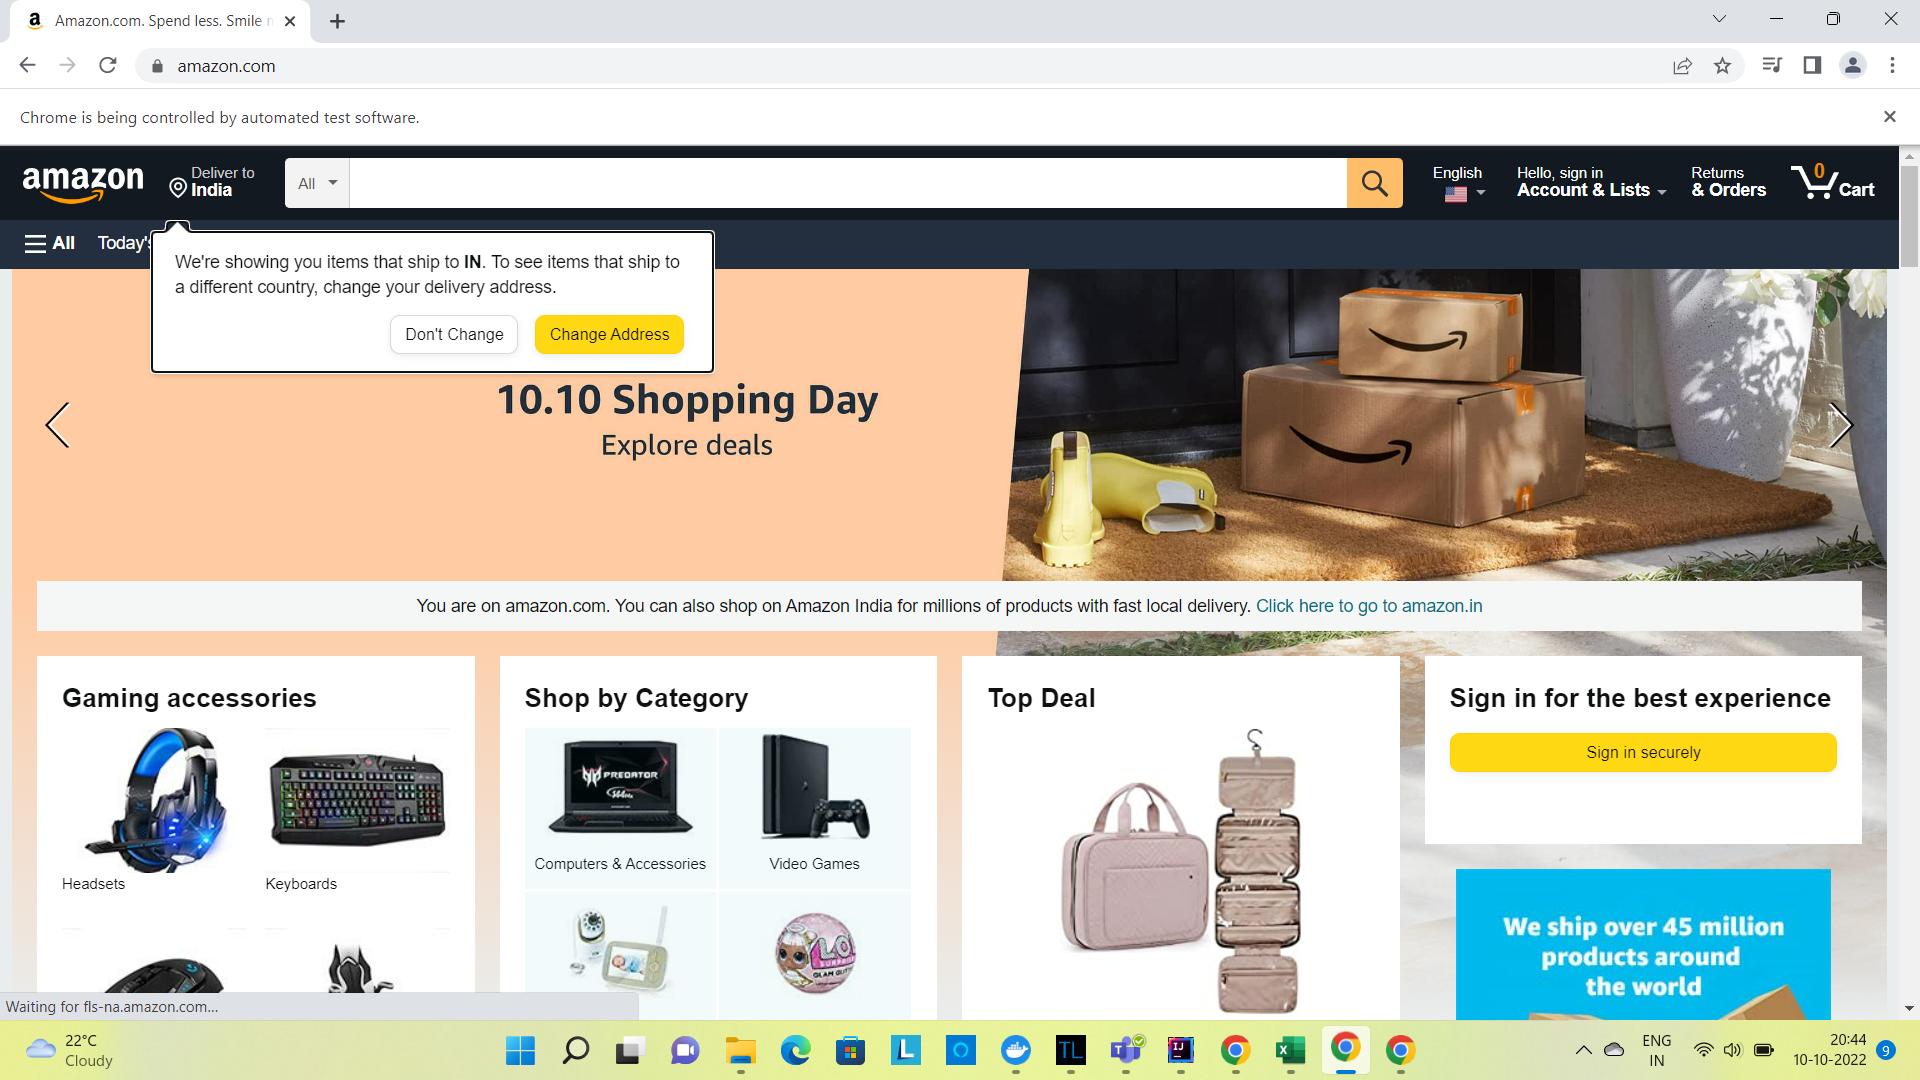 Amazon.com. Spend less. Smile
amazon.com
Chrome is being controlled by automated test software.
amazon
Deliver to
India
All
English
Hello, sign in
Account & Lists
Returns
& Orders
0
Cart
All
Today's
We're showing you items that ship to IN. To see items that ship to
a different country, change your delivery address.
Don't Change
Change Address
10.10 Shopping Day
Explore deals
You are on amazon.com. You can also shop on Amazon India for millions of products with fast local delivery. Click here to go to amazon.in
Gaming accessories
Headsets
Keyboards
Shop by Category
PREDATOR
144Hz
Computers & Accessories
Video Games
L.O.L.
SURPRISE
GLAM GLITTER
Top Deal
Sign in for the best experience
Sign in securely
We ship over 45 million
products around
the world
Waiting for fls-na.amazon.com...
22°C
Cloudy
L
TL
IJ
ENG
IN
20:44
10-10-2022
9